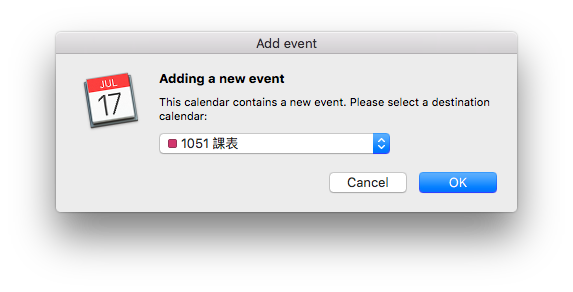 Add event
JUL
17
Adding a new event
This calendar contains a new event. Please select a destination
calendar:
1051 課表
Cancel
OK